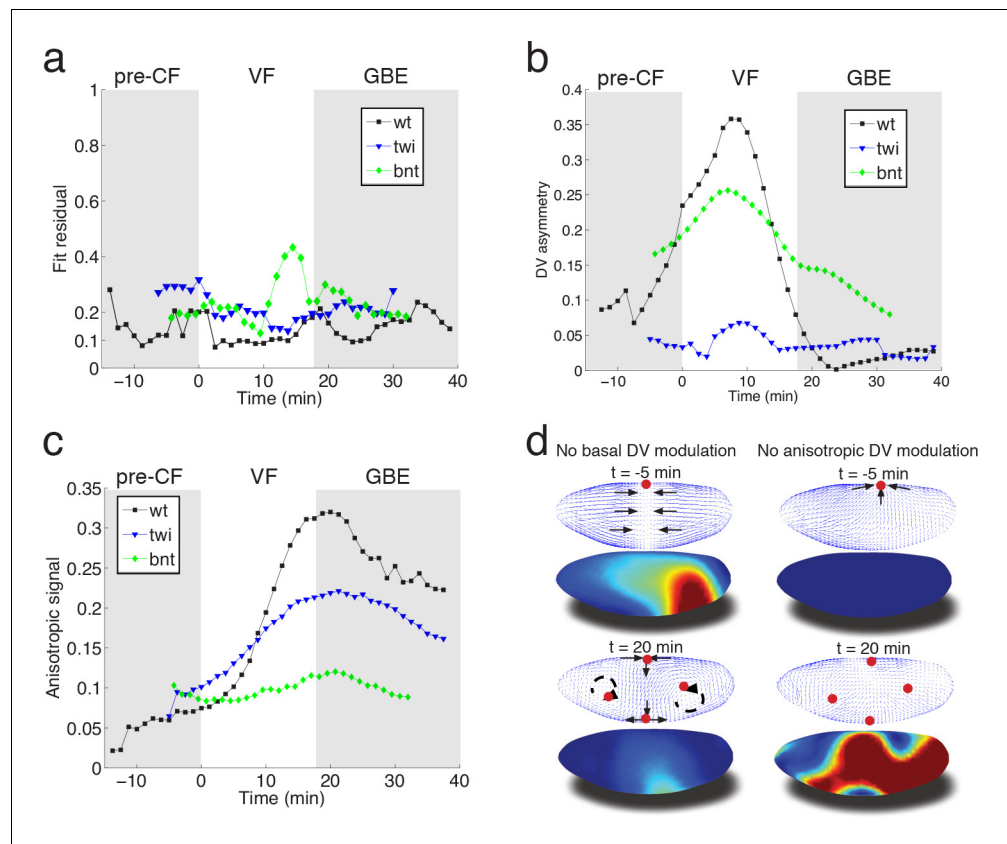 a
pre-CF VF GBE
1
0.8
0.6
0.4
0.2
0.1
0
Fit residual
wt
twi
bnt
−10 0 10 20 30 40
Time (min)
b
pre-CF VF GBE
0.4
0.35
0.3
0.25
0.2
0.15
0.1
0.05
0
DV asymmetry
wt
twi
bnt
−10 0 10 20 30 40
Time (min)
c
pre-CF VF GBE
0.35
0.3
0.25
0.2
0.15
0.1
0.05
0
Anisotropic signal
wt
twi
bnt
−10 0 10 20 30 40
Time (min)
d
No basal DV modulation
t = -5 min
t = 20 min
No anisotropic DV modulation
t = -5 min
t = 20 min